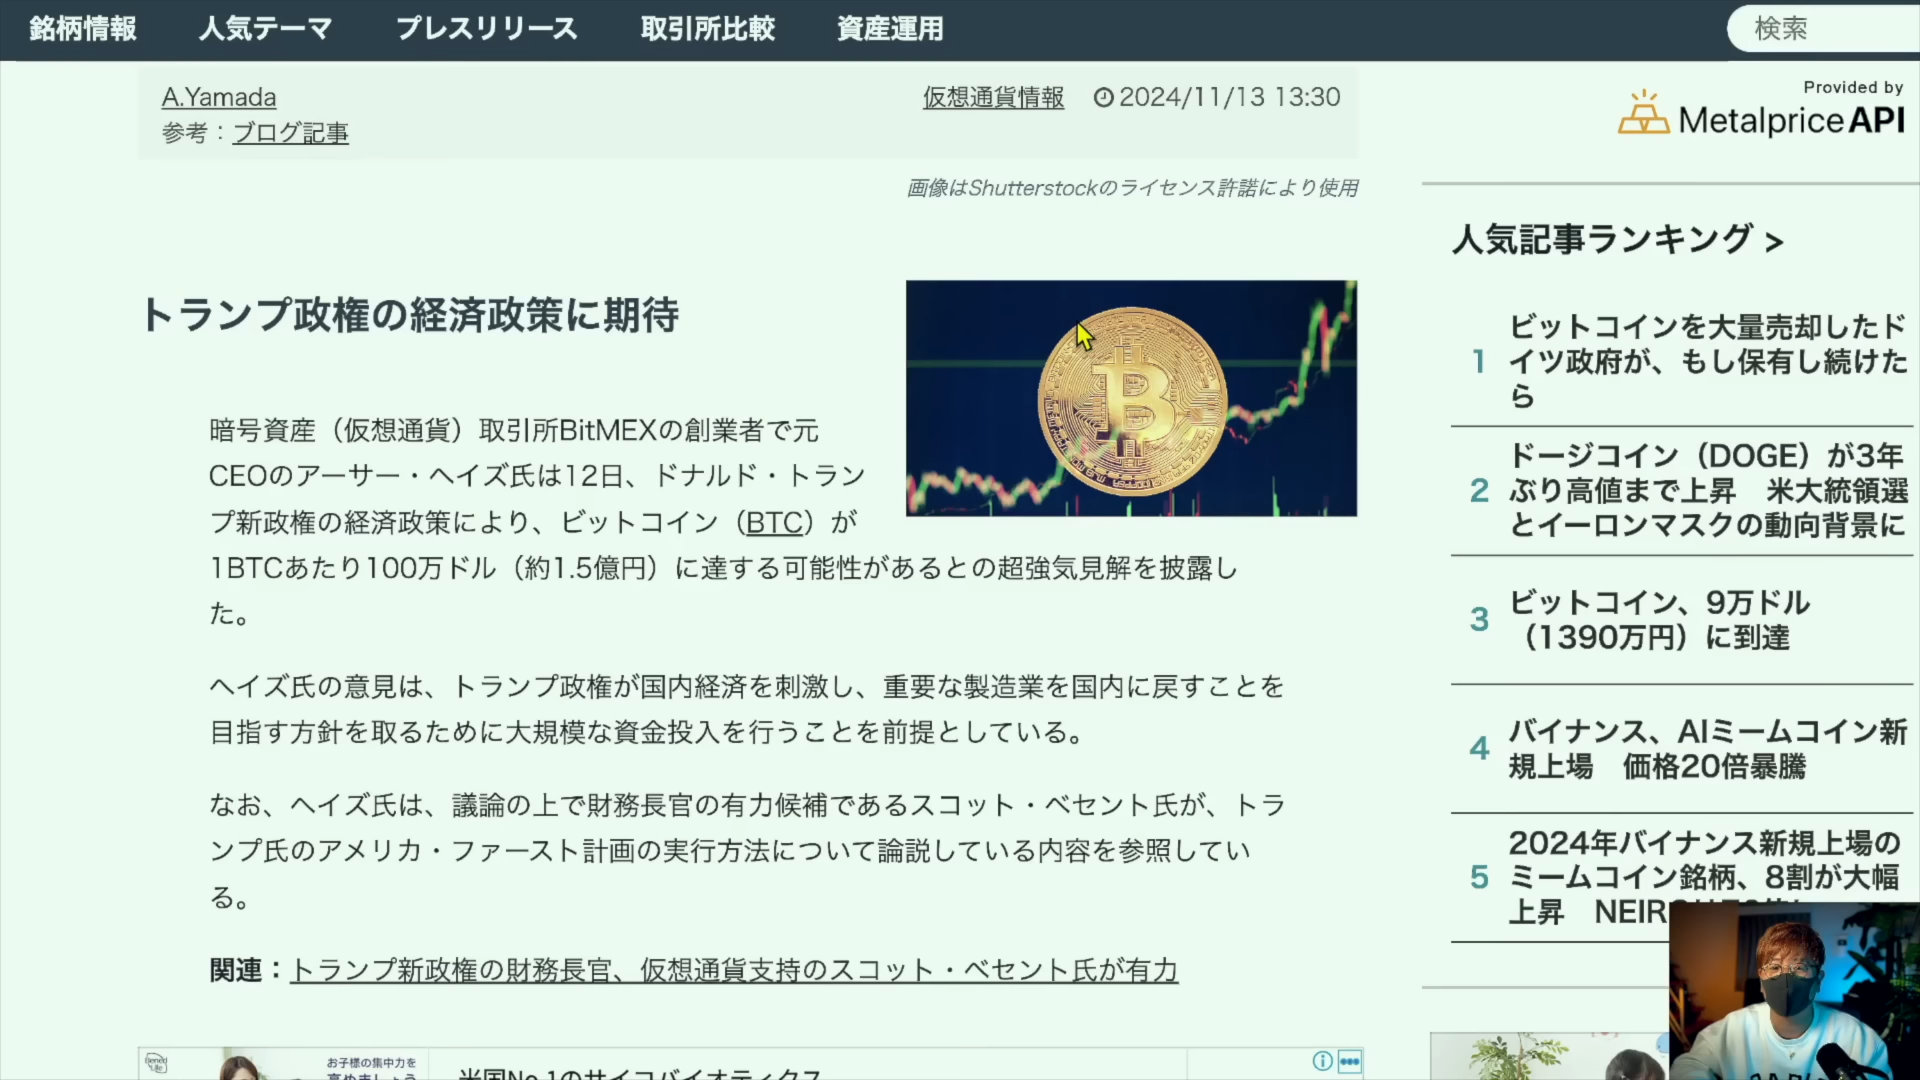 銘柄情報 人気テーマ プレスリリース 取引所比較 資産運用 検索
A.Yamada
参考：ブログ記事
仮想通貨情報 2024/11/13 13:30
画像はShutterstockのライセンス許諾により使用
トランプ政権の経済政策に期待
暗号資産（仮想通貨）取引所BitMEXの創業者で元
CEOのアーサー・ヘイズ氏は12日、ドナルド・トラン
プ新政権の経済政策により、ビットコイン（BTC）が
1BTCあたり100万ドル（約1.5億円）に達する可能性があるとの超強気見解を披露し
た。
ヘイズ氏の意見は、トランプ政権が国内経済を刺激し、重要な製造業を国内に戻すことを
目指す方針を取るために大規模な資金投入を行うことを前提としている。
なお、ヘイズ氏は、議論の上で財務長官の有力候補であるスコット・ベセント氏が、トラ
ンプ氏のアメリカ・ファースト計画の実行方法について論説している内容を参照してい
る。
関連：トランプ新政権の財務長官、仮想通貨支持のスコット・ベセント氏が有力
お子様の集中力を
米国No.1のサイコバイオティクス
Provided by
MetalpriceAPI
人気記事ランキング >
1
ビットコインを大量売却したド
イツ政府が、もし保有し続けた
ら
2
ドージコイン（DOGE）が3年
ぶり高値まで上昇　米大統領選
とイーロンマスクの動向背景に
3
ビットコイン、9万ドル
（1390万円）に到達
4
バイナンス、AIミームコイン新
規上場　価格20倍暴騰
5
2024年バイナンス新規上場の
ミームコイン銘柄、8割が大幅
上昇　NEIR